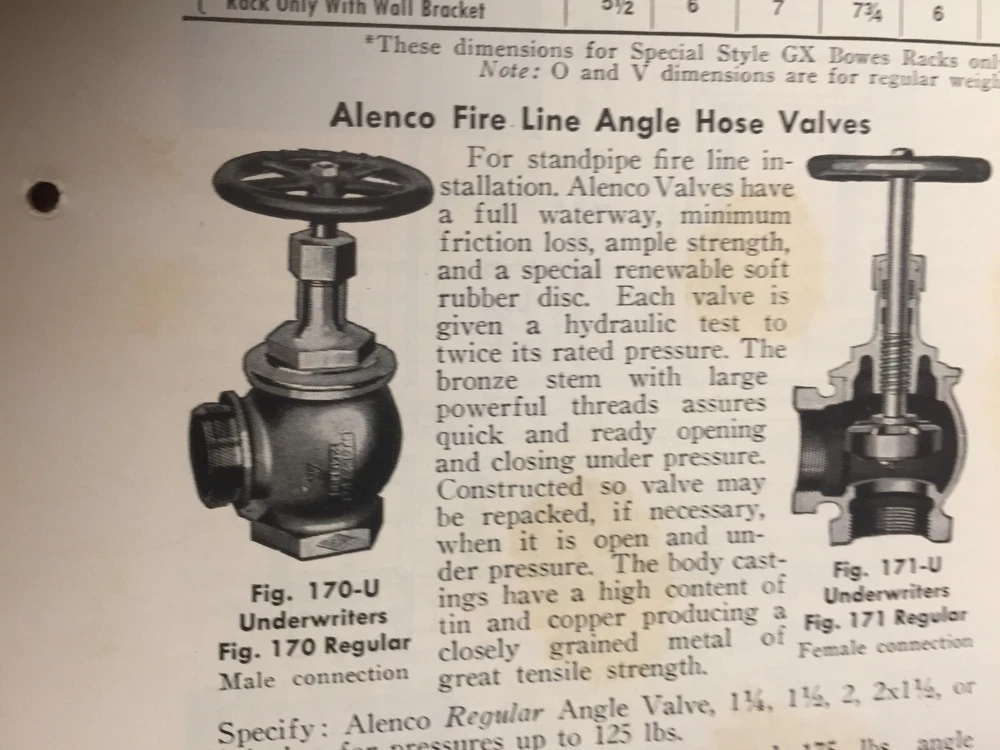 ( Rack Only With Wall Bracket 5½ 6 7 7¾ 6
*These dimensions for Special Style GX Bowes Racks only
Note: O and V dimensions are for regular weigh
Alenco Fire Line Angle Hose Valves
For standpipe fire line in-
stallation. Alenco Valves have
a full waterway, minimum
friction loss, ample strength,
and a special renewable soft
rubber disc. Each valve is
given a hydraulic test to
twice its rated pressure. The
bronze stem with large
powerful threads assures
quick and ready opening
and closing under pressure.
Constructed so valve may
be repacked, if necessary,
when it is open and un-
der pressure. The body cast-
ings have a high content of
tin and copper producing a
closely grained metal of
great tensile strength.
Fig. 170-U
Underwriters
Fig. 170 Regular
Male connection
Fig. 171-U
Underwriters
Fig. 171 Regular
Female connection
Specify: Alenco Regular Angle Valve, 1¼, 1½, 2, 2x1½, or
for pressures up to 125 lbs.
175 lbs. angle